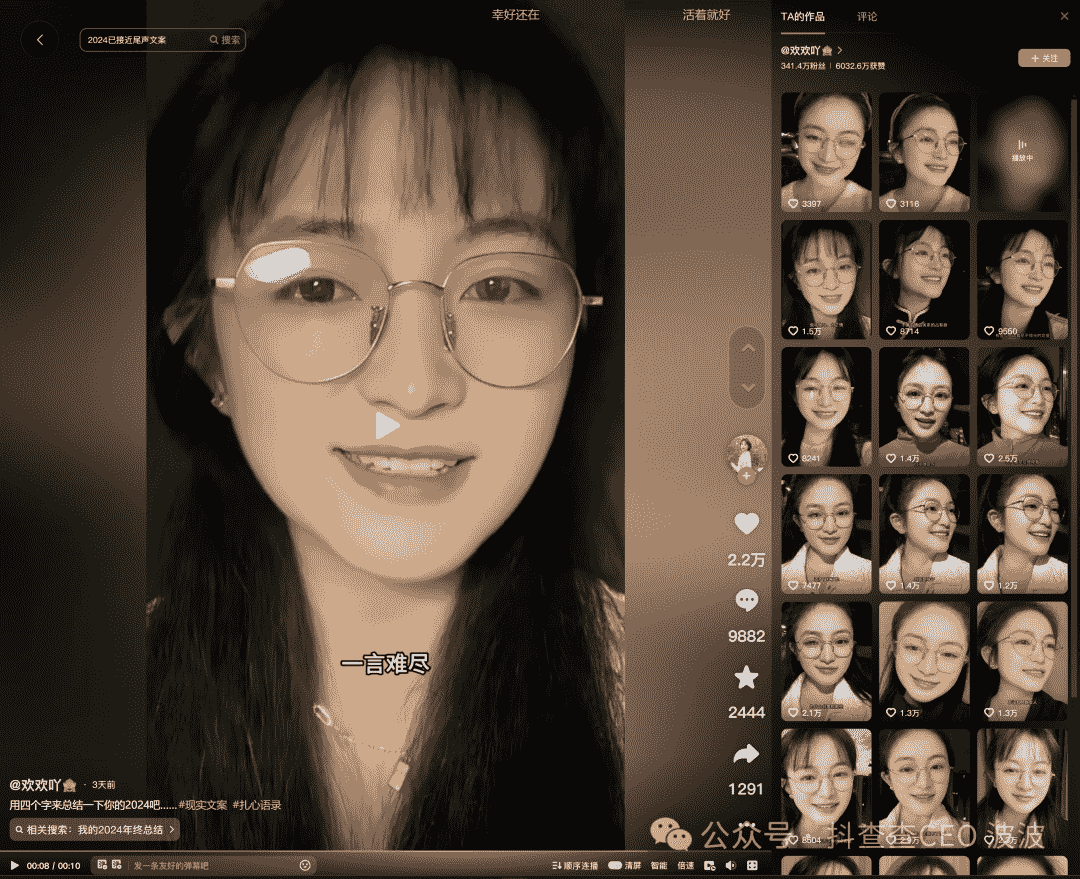 幸好还在
活着就好
2024已接近尾声文案
搜索
TA的作品
评论
@欢欢吖
341.4万粉丝 | 6032.6万获赞
+ 关注
3397
3116
播放中
1.5万
8714
9550
8241
1.4万
2.5万
7477
1.4万
1.2万
2.1万
1.3万
1.3万
8504
2.2万
9882
2444
1291
一言难尽
@欢欢吖 · 3天前
用四个字来总结一下你的2024吧......#现实文案 #扎心语录
相关搜索：我的2024年终总结
00:08 / 00:10
发一条友好的弹幕吧
顺序连播
清屏
智能
倍速
公众号 · 抖查查CEO 波波